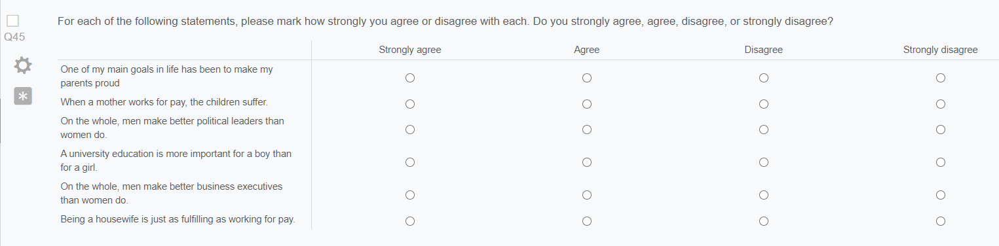 For each of the following statements, please mark how strongly you agree or disagree with each. Do you strongly agree, agree, disagree, or strongly disagree?
Q45
Strongly agree Agree Disagree Strongly disagree
One of my main goals in life has been to make my
parents proud
When a mother works for pay, the children suffer.
On the whole, men make better political leaders than
women do.
A university education is more important for a boy than
for a girl.
On the whole, men make better business executives
than women do.
Being a housewife is just as fulfilling as working for pay.